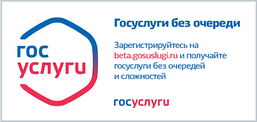 гос
услуги
Госуслуги без очереди
Зарегистрируйтесь на
beta.gosuslugi.ru и получайте
госуслуги без очередей
и сложностей
госуслуги